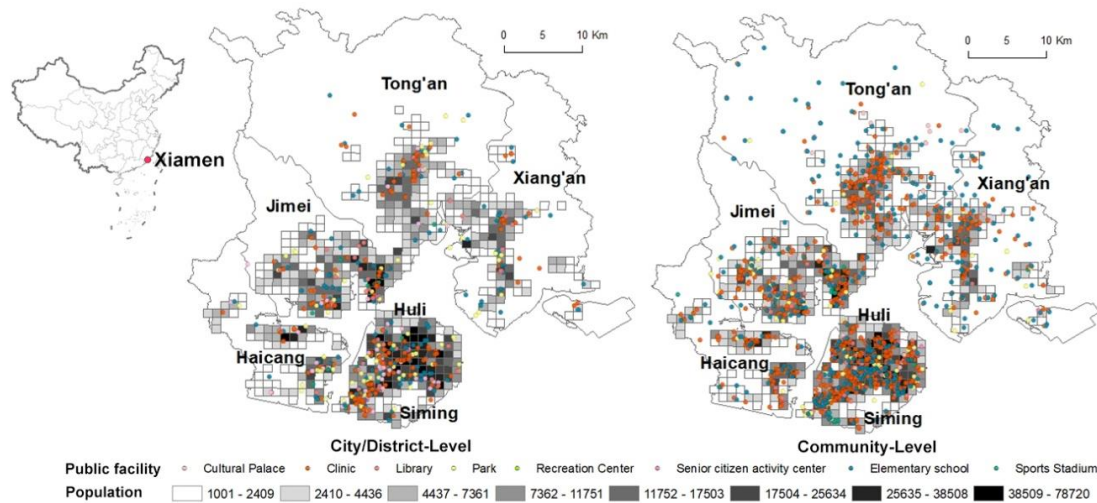 0 10 Km
0 10 Km
Tong'an
Tong'an
Xiamen
Xiang'an
Xiang'an
Jimei
Jimei
Huli
Huli
Haicang
Haicang
Siming
Siming
City/District-Level
Community-Level
Public facility Cultural Palace Clinic Library Park Recreation Center Senior citizen activity center Elementary school Sports Stadium
Population 1001 - 2409 2410 - 4436 4437 - 7361 7362 - 11751 11752 - 17503 17504 - 25634 25635 - 38508 38509 - 78720